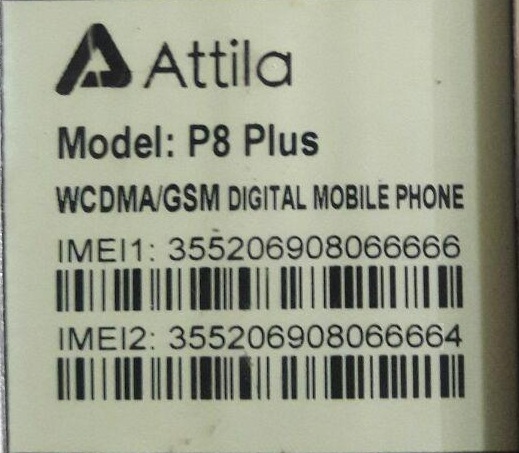 Attila
Model: P8 Plus
WCDMA/GSM DIGITAL MOBILE PHONE
IMEI1: 355206908066666
IMEI2: 355206908066664